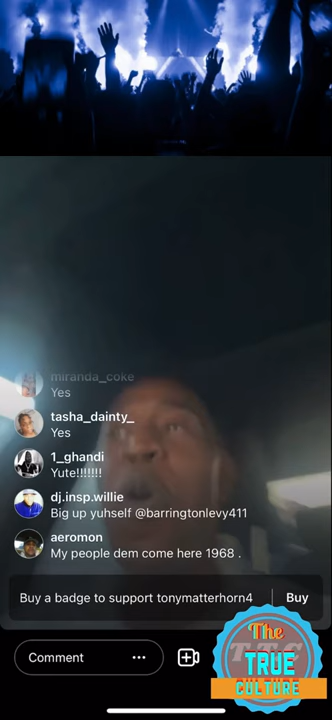 miranda_coke
Yes
tasha_dainty_
Yes
1_ghandi
Yute!!!!!!!
dj.insp.willie
Big up yuhself @barringtonlevy411
aeromon
My people dem come here 1968 .
Buy a badge to support tonymatterhorn4
Buy
Comment
The
TTC
TRUE
CULTURE